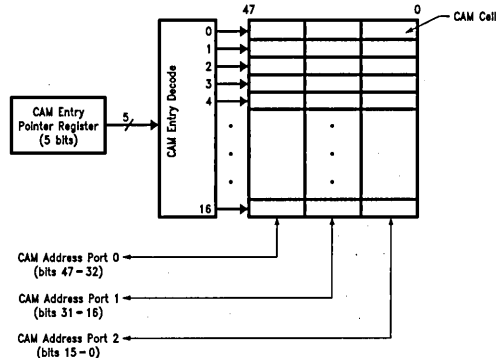 47
0
CAM Cell
0
1
2
3
4
16
CAM Entry Decode
CAM Entry
Pointer Register
(5 bits)
5
CAM Address Port 0
(bits 47-32)
CAM Address Port 1
(bits 31-16)
CAM Address Port 2
(bits 15-0)